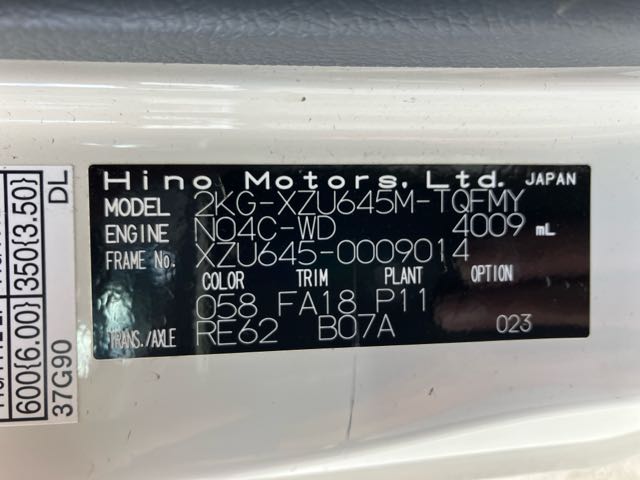 Hino Motors, Ltd. JAPAN
MODEL 2KG-XZU645M-TQFMY
ENGINE N04C-WD 4009 mL
FRAME No. XZU645-0009014
COLOR TRIM PLANT OPTION
058 FA18 P11
TRANS./AXLE RE62 B07A 023
600{6.00} 350{3.50}
37G90 DL